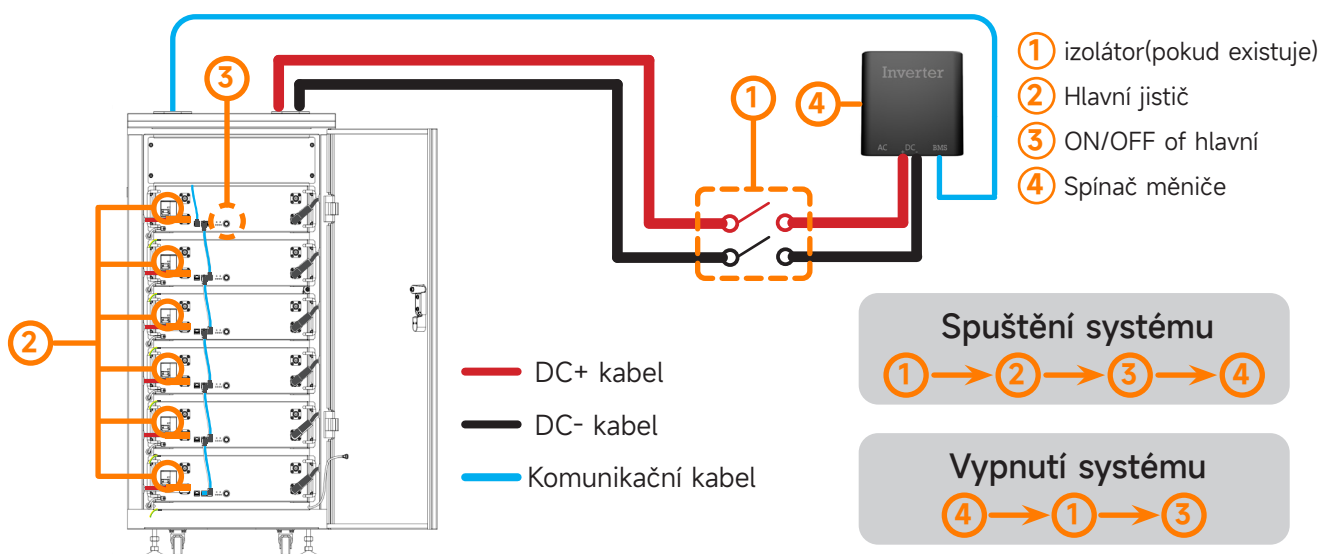 3
1
4
2
Inverter
AC
DC
BMS
1 izolátor(pokud existuje)
2 Hlavní jistič
3 ON/OFF of hlavní
4 Spínač měniče
DC+ kabel
DC- kabel
Komunikační kabel
Spuštění systému
1 2 3 4
Vypnutí systému
4 1 3